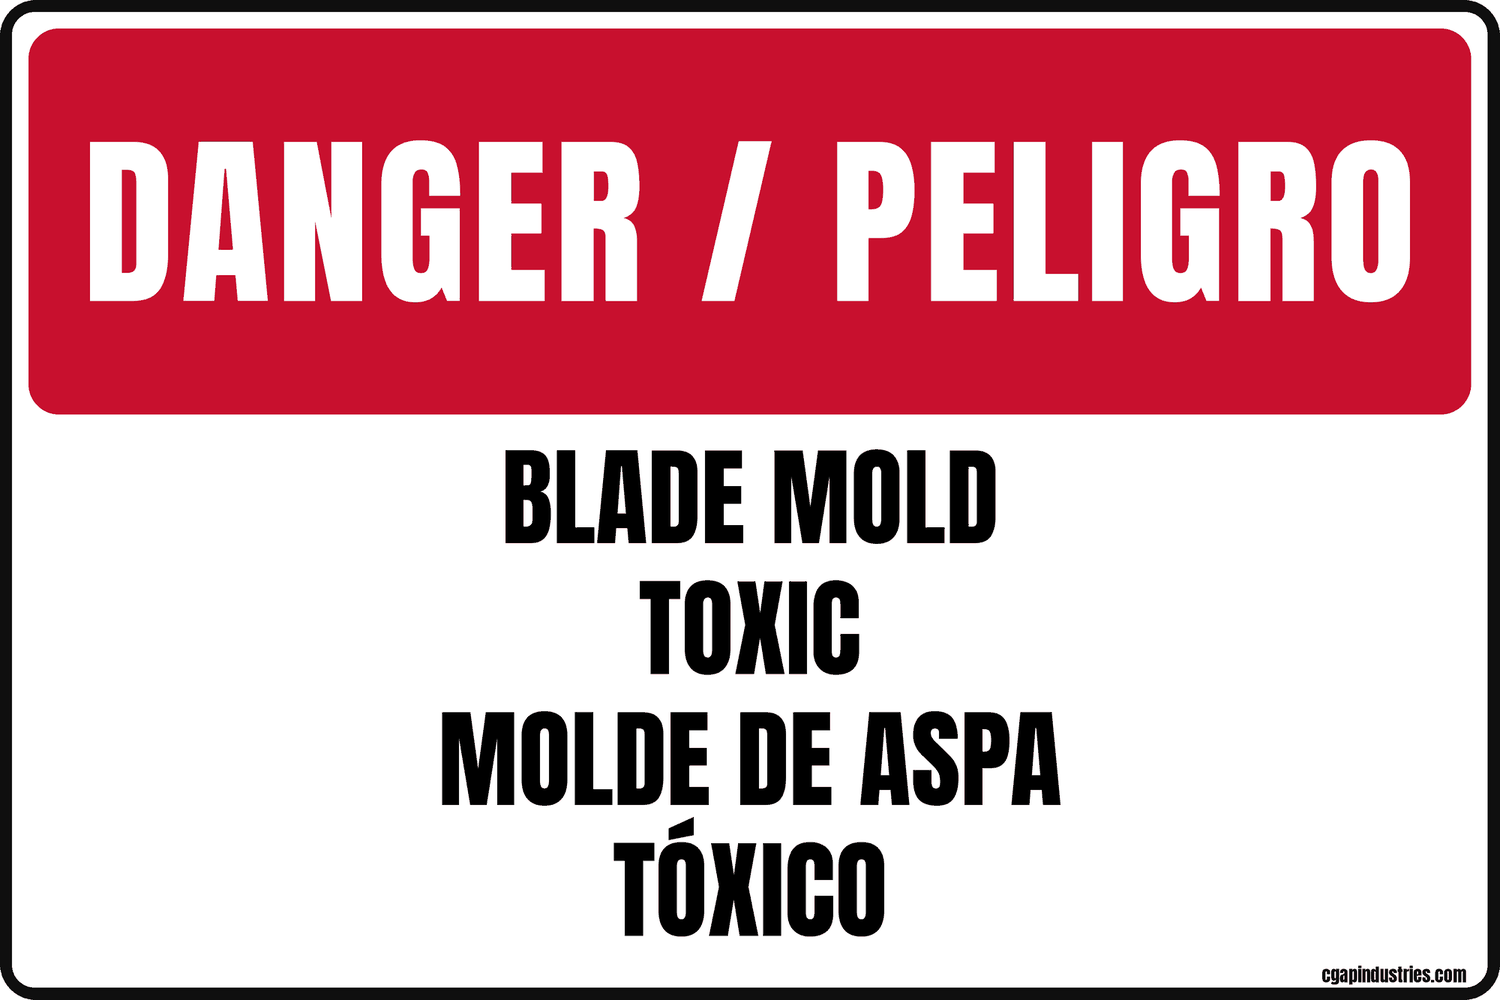 DANGER / PELIGRO
BLADE MOLD
TOXIC
MOLDE DE ASPA
TÓXICO
cgapindustries.com